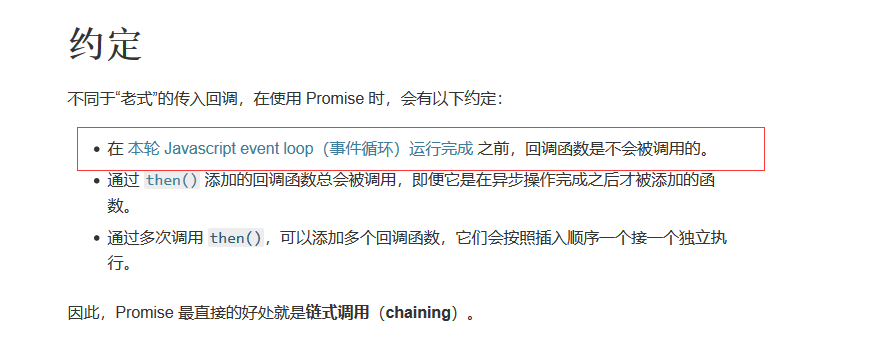 约定
不同于“老式”的传入回调，在使用 Promise 时，会有以下约定：
在 本轮 Javascript event loop（事件循环）运行完成 之前，回调函数是不会被调用的。
通过 then() 添加的回调函数总会被调用，即便它是在异步操作完成之后才被添加的函
数。
通过多次调用 then()，可以添加多个回调函数，它们会按照插入顺序一个接一个独立执
行。
因此，Promise 最直接的好处就是链式调用（chaining）。